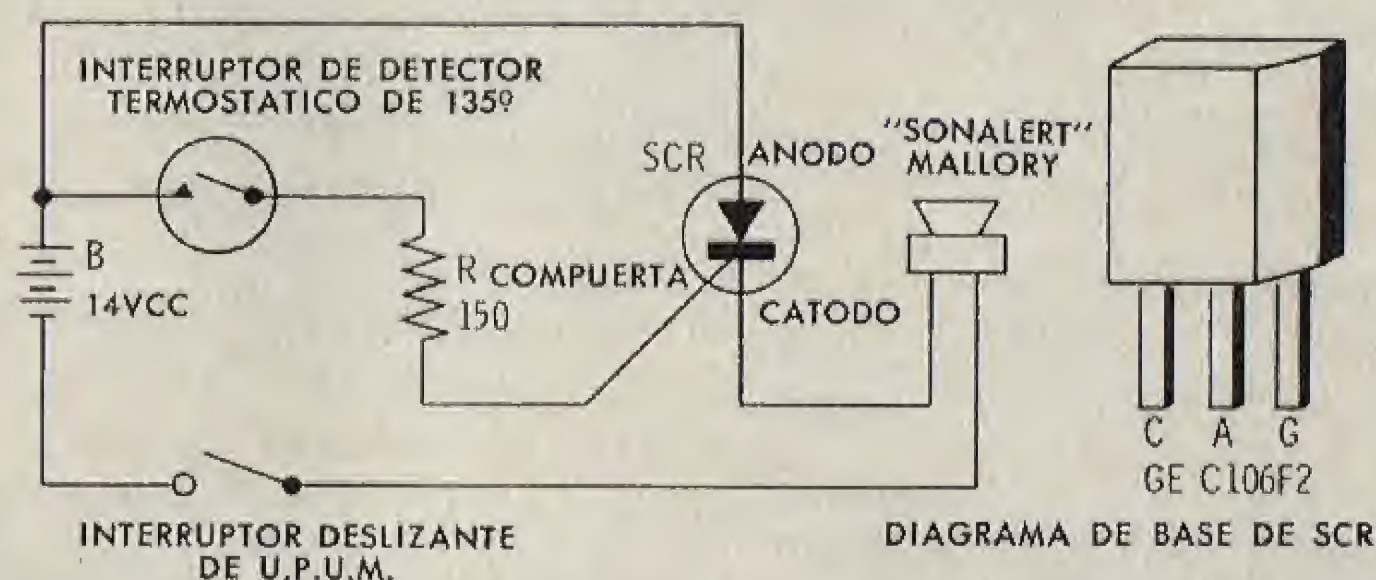 INTERRUPTOR DE DETECTOR
TERMOSTATICO DE 135º
SCR
ANODO
"SONALERT"
MALLORY
B
14VCC
R
150
COMPUERTA
CATODO
C A G
GE C106F2
INTERRUPTOR DESLIZANTE
DE U.P.U.M.
DIAGRAMA DE BASE DE SCR